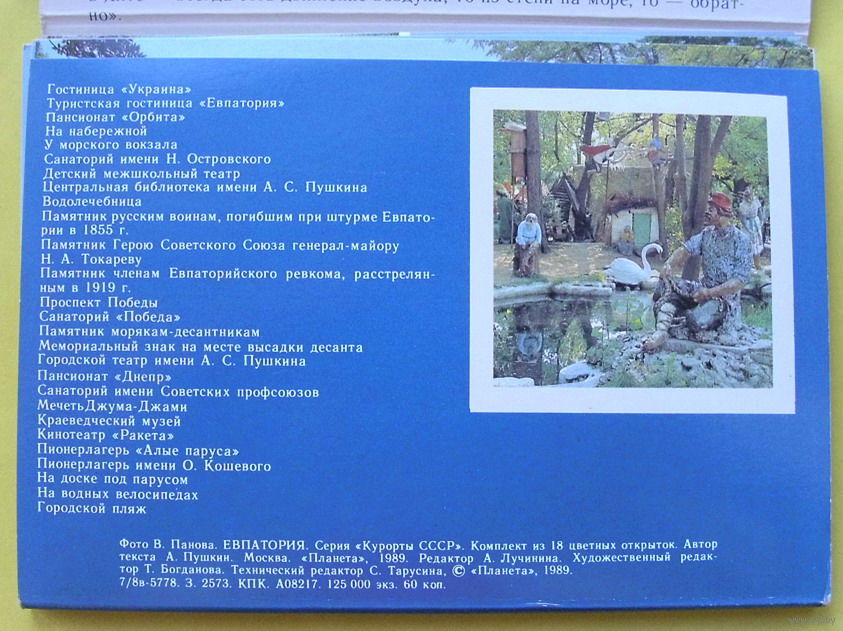 но».
Гостиница «Украина»
Туристская гостиница «Евпатория»
Пансионат «Орбита»
На набережной
У морского вокзала
Санаторий имени Н. Островского
Детский межшкольный театр
Центральная библиотека имени А. С. Пушкина
Водолечебница
Памятник русским воинам, погибшим при штурме Евпато-
рии в 1855 г.
Памятник Герою Советского Союза генерал-майору
Н. А. Токареву
Памятник членам Евпаторийского ревкома, расстрелян-
ным в 1919 г.
Проспект Победы
Санаторий «Победа»
Памятник морякам-десантникам
Мемориальный знак на месте высадки десанта
Городской театр имени А. С. Пушкина
Пансионат «Днепр»
Санаторий имени Советских профсоюзов
МечетьДжума-Джами
Краеведческий музей
Кинотеатр «Ракета»
Пионерлагерь «Алые паруса»
Пионерлагерь имени О. Кошевого
На доске под парусом
На водных велосипедах
Городской пляж
Фото В. Панова. ЕВПАТОРИЯ. Серия «Курорты СССР». Комплект из 18 цветных открыток. Автор
текста А. Пушкин. Москва. «Планета», 1989. Редактор А. Лучинина. Художественный редак-
тор Т. Богданова. Технический редактор С. Тарусина, © «Планета», 1989.
7/8в-5778. З. 2573. КПК. А08217. 125 000 экз. 60 коп.